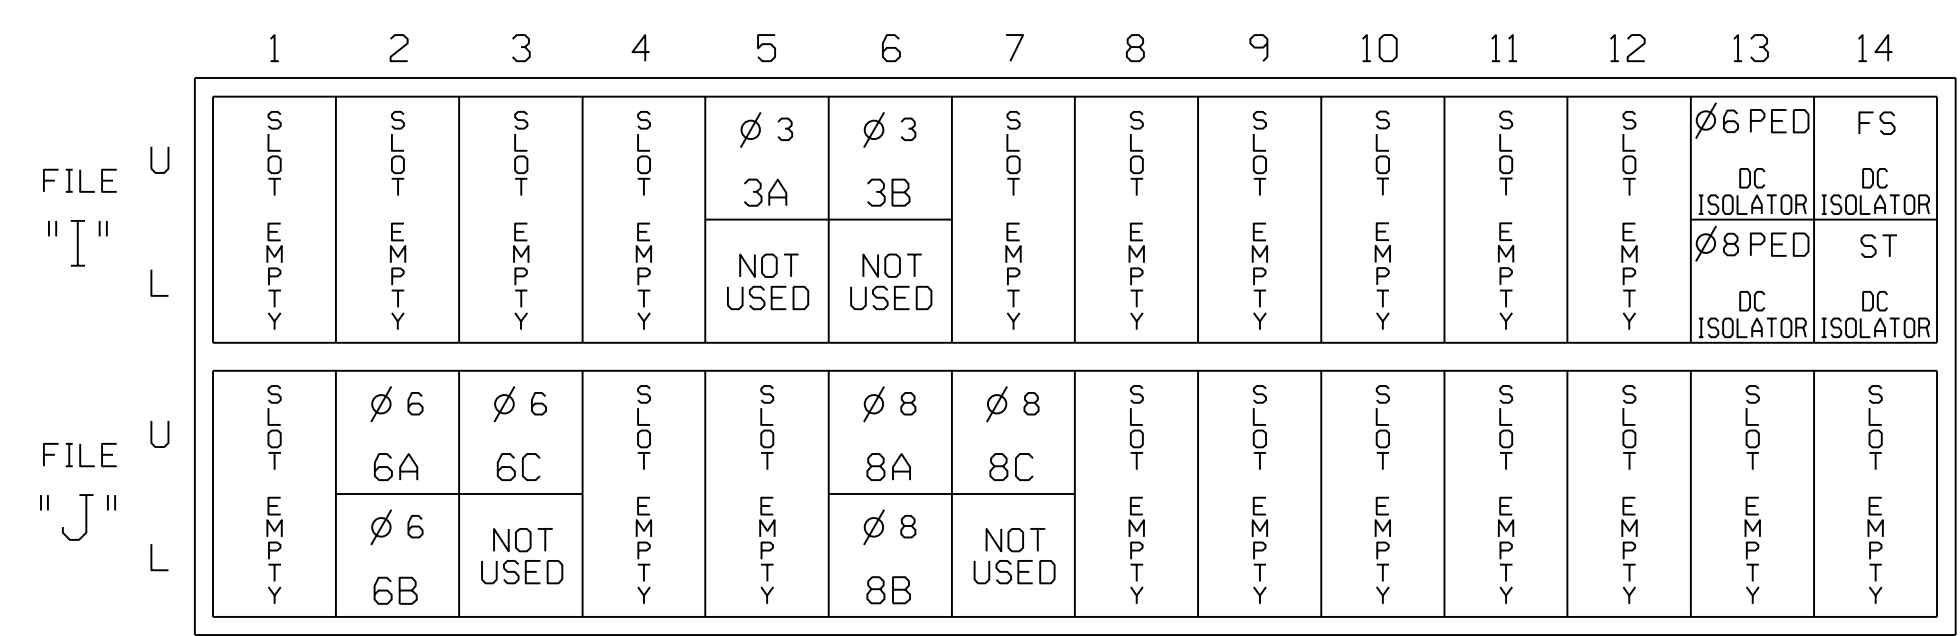 1 2 3 4 5 6 7 8 9 10 11 12 13 14
FILE "I"
U
L
SLOT EMPTY
SLOT EMPTY
SLOT EMPTY
SLOT EMPTY
Ø 3
3A
NOT
USED
Ø 3
3B
NOT
USED
SLOT EMPTY
SLOT EMPTY
SLOT EMPTY
SLOT EMPTY
SLOT EMPTY
SLOT EMPTY
Ø6 PED
DC
ISOLATOR
Ø8 PED
DC
ISOLATOR
FS
DC
ISOLATOR
ST
DC
ISOLATOR
FILE "J"
U
L
SLOT EMPTY
Ø 6
6A
Ø 6
6B
Ø 6
6C
NOT
USED
SLOT EMPTY
SLOT EMPTY
Ø 8
8A
Ø 8
8B
Ø 8
8C
NOT
USED
SLOT EMPTY
SLOT EMPTY
SLOT EMPTY
SLOT EMPTY
SLOT EMPTY
SLOT EMPTY
SLOT EMPTY